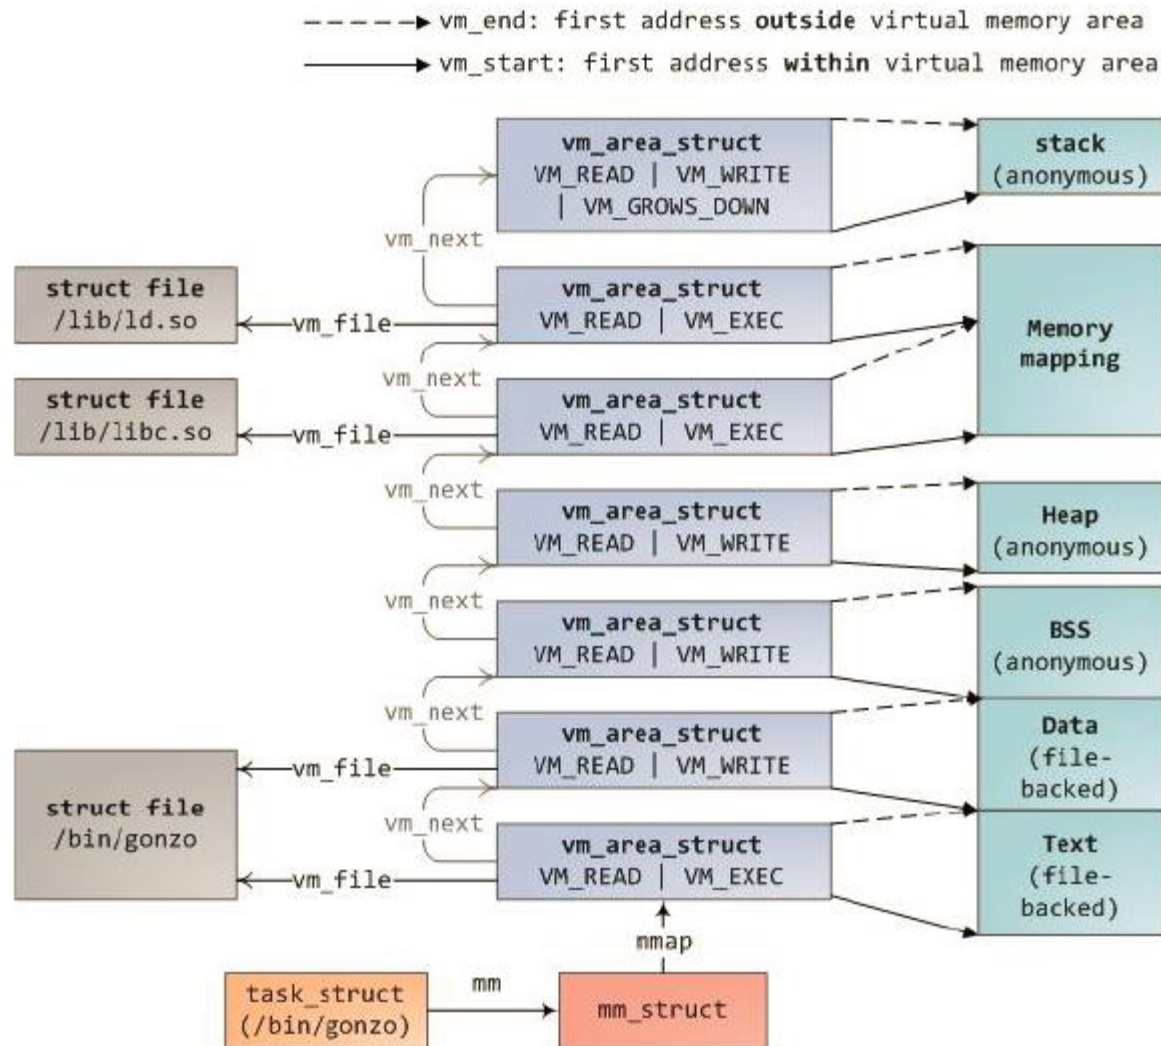 vm_end: first address outside virtual memory area
vm_start: first address within virtual memory area
vm_area_struct
VM_READ | VM_WRITE
| VM_GROWS_DOWN
stack
(anonymous)
vm_next
struct file
/lib/ld.so
vm_file
vm_area_struct
VM_READ | VM_EXEC
Memory
mapping
vm_next
struct file
/lib/libc.so
vm_file
vm_area_struct
VM_READ | VM_EXEC
vm_next
vm_area_struct
VM_READ | VM_WRITE
Heap
(anonymous)
vm_next
vm_area_struct
VM_READ | VM_WRITE
BSS
(anonymous)
vm_next
vm_file
vm_area_struct
VM_READ | VM_WRITE
Data
(file-
backed)
struct file
/bin/gonzo
vm_next
vm_file
vm_area_struct
VM_READ | VM_EXEC
Text
(file-
backed)
mmap
task_struct
(/bin/gonzo)
mm
mm_struct